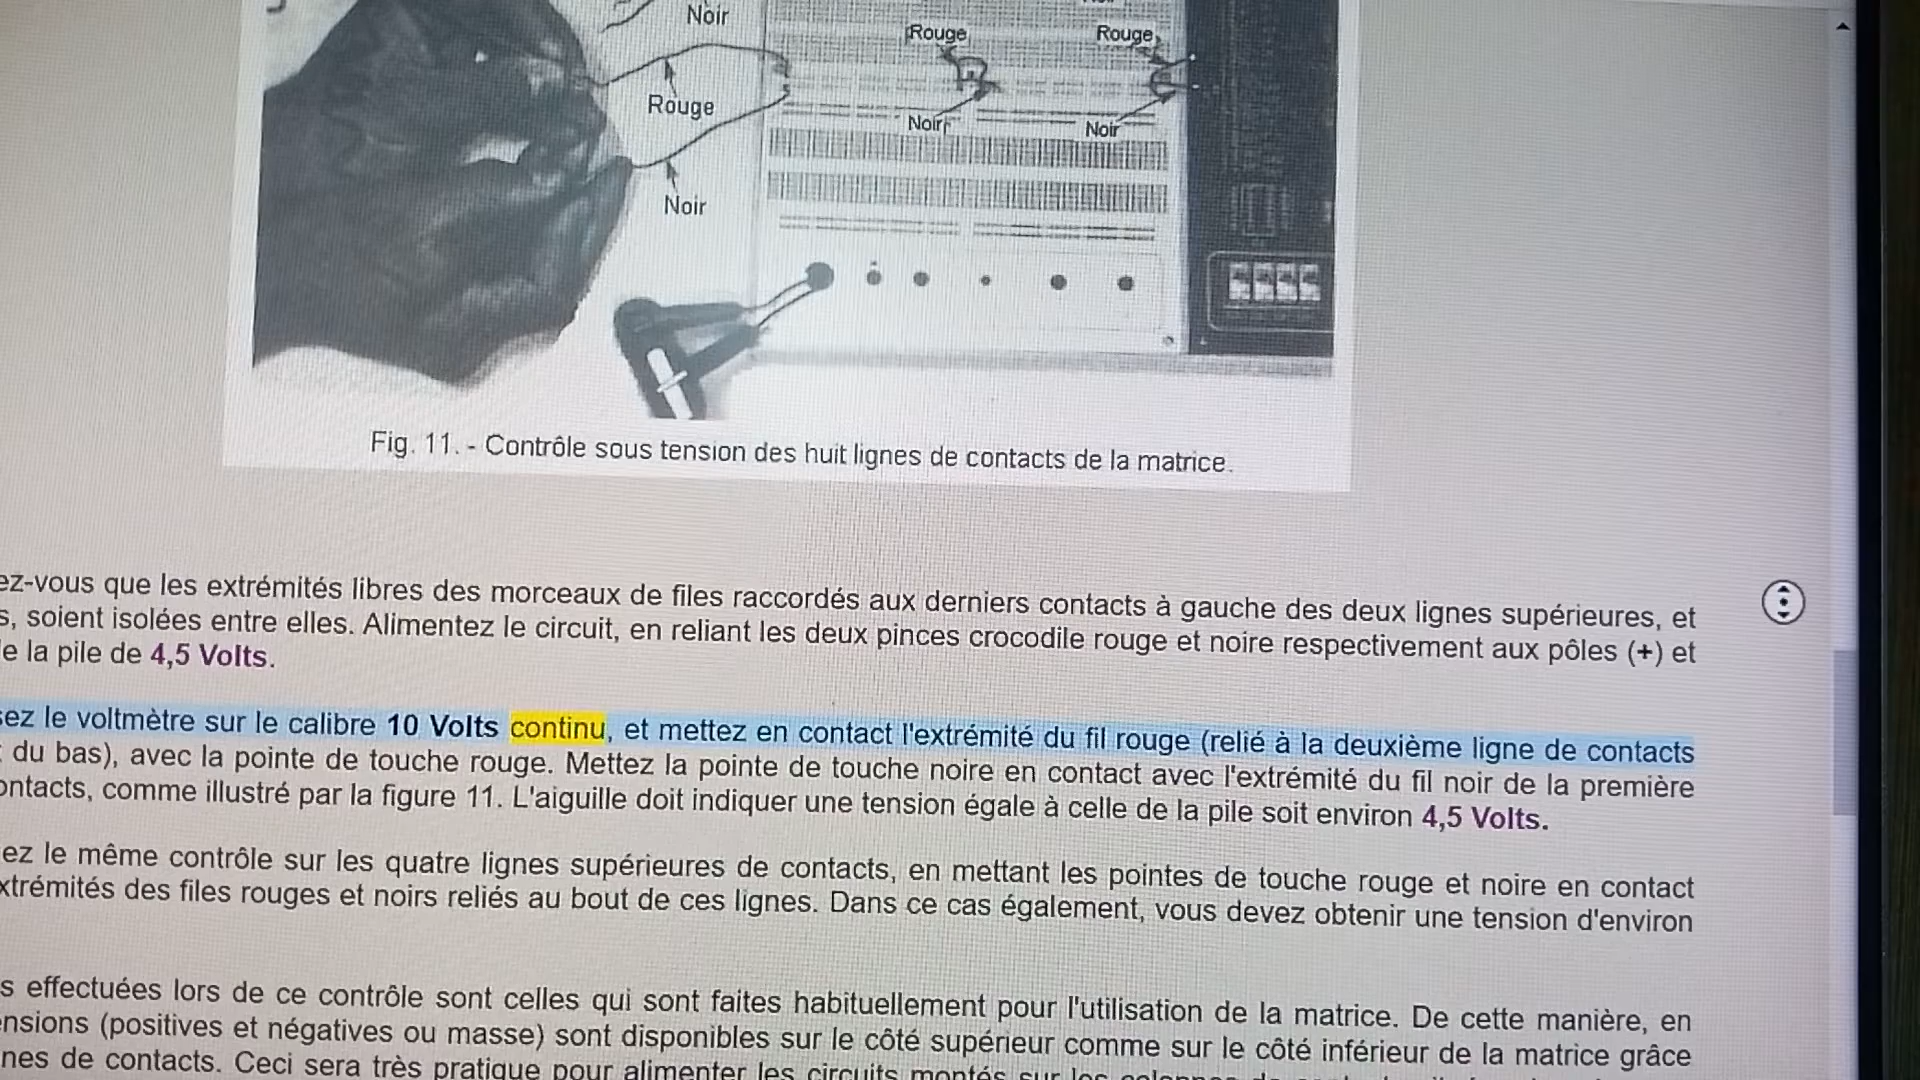 Noir
Rouge
Rouge
Rouge
Noir
Noir
Noir
Fig. 11. - Contrôle sous tension des huit lignes de contacts de la matrice.
ez-vous que les extrémités libres des morceaux de files raccordés aux derniers contacts à gauche des deux lignes supérieures, et
s, soient isolées entre elles. Alimentez le circuit, en reliant les deux pinces crocodile rouge et noire respectivement aux pôles (+) et
e la pile de 4,5 Volts.
sez le voltmètre sur le calibre 10 Volts continu, et mettez en contact l'extrémité du fil rouge (relié à la deuxième ligne de contacts
du bas), avec la pointe de touche rouge. Mettez la pointe de touche noire en contact avec l'extrémité du fil noir de la première
ontacts, comme illustré par la figure 11. L'aiguille doit indiquer une tension égale à celle de la pile soit environ 4,5 Volts.
ez le même contrôle sur les quatre lignes supérieures de contacts, en mettant les pointes de touche rouge et noire en contact
xtrémités des files rouges et noirs reliés au bout de ces lignes. Dans ce cas également, vous devez obtenir une tension d'environ
s effectuées lors de ce contrôle sont celles qui sont faites habituellement pour l'utilisation de la matrice. De cette manière, en
ensions (positives et négatives ou masse) sont disponibles sur le côté supérieur comme sur le côté inférieur de la matrice grâce
nes de contacts. Ceci sera très pratique pour alimenter les circuits montés sur les